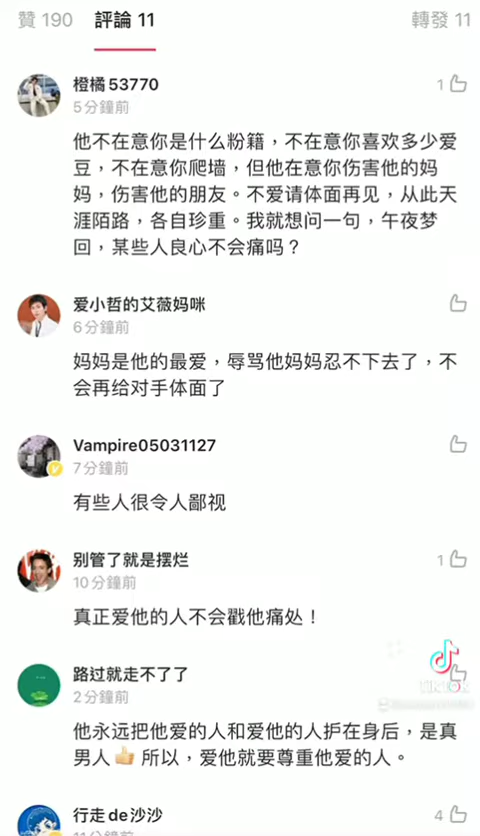 贊 190 評論 11 轉發 11
橙橘53770 1
5分鐘前
他不在意你是什么粉籍，不在意你喜欢多少爱
豆，不在意你爬墙，但他在意你伤害他的妈
妈，伤害他的朋友。不爱请体面再见，从此天
涯陌路，各自珍重。我就想问一句，午夜梦
回，某些人良心不会痛吗？
爱小哲的艾薇妈咪
6分鐘前
妈妈是他的最爱，辱骂他妈妈忍不下去了，不
会再给对手体面了
Vampire05031127
7分鐘前
有些人很令人鄙视
别管了就是摆烂 1
10分鐘前
真正爱他的人不会戳他痛处！
路过就走不了了
2分鐘前
TikTok
他永远把他爱的人和爱他的人护在身后，是真
男人👍所以，爱他就要尊重他爱的人。
行走de沙沙 4
11分鐘前